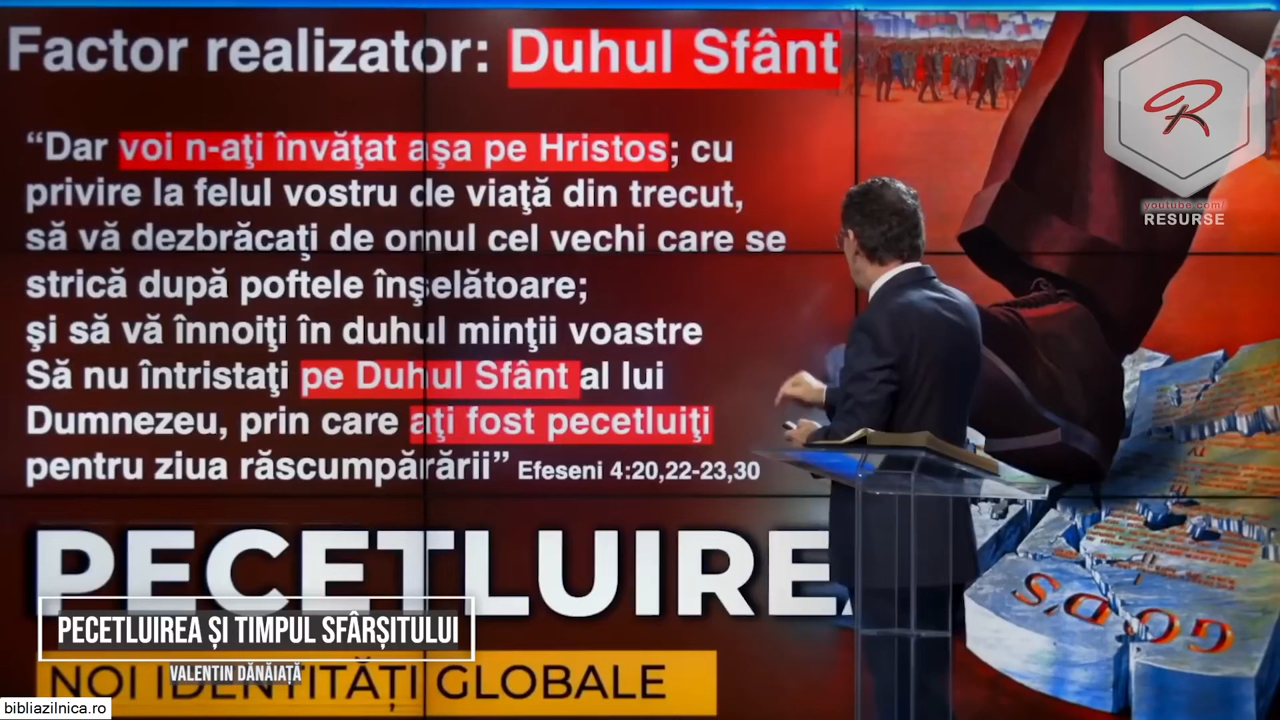 Factor realizator: Duhul Sfânt
“Dar voi n-aţi învăţat aşa pe Hristos; cu
privire la felul vostru de viaţă din trecut,
să vă dezbrăcaţi de omul cel vechi care se
strică după poftele înşelătoare;
şi să vă înnoiţi în duhul minţii voastre
Să nu întristaţi pe Duhul Sfânt al lui
Dumnezeu, prin care aţi fost pecetluiţi
pentru ziua răscumpărării” Efeseni 4:20,22-23,30
PECETLUIREA
PECETLUIREA ȘI TIMPUL SFÂRȘITULUI
VALENTIN DĂNĂIAȚĂ
NOI IDENTITĂȚI GLOBALE
bibliazilnica.ro
R
youtube.com/
RESURSE
GOD'S